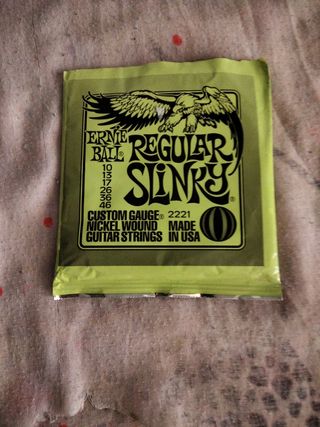 ERNIE
BALL®
REGULAR
SLINKY®
10
13
17
26
36
46
CUSTOM GAUGE® 2221
NICKEL WOUND MADE
GUITAR STRINGS IN USA